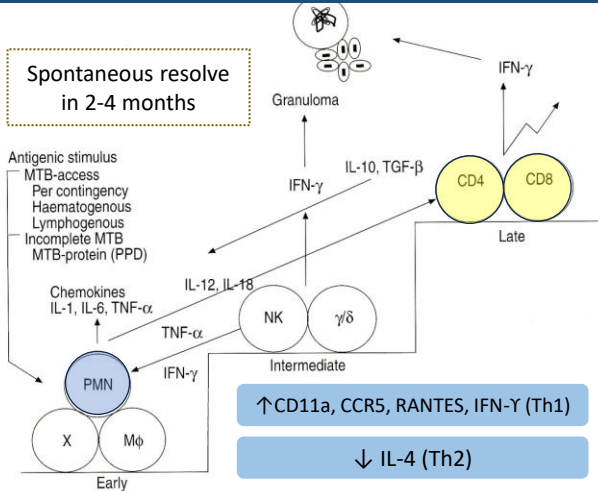 Spontaneous resolve
in 2-4 months
Granuloma
IFN-γ
Antigenic stimulus
MTB-access
Per contingency
Haematogenous
Lymphogenous
Incomplete MTB
MTB-protein (PPD)
IFN-γ
IL-10, TGF-β
CD4
CD8
Late
Chemokines
IL-1, IL-6, TNF-α
IL-12, IL-18
TNF-α
NK
γ/δ
IFN-γ
Intermediate
PMN
X
Mϕ
Early
↑CD11a, CCR5, RANTES, IFN-ϒ (Th1)
↓ IL-4 (Th2)